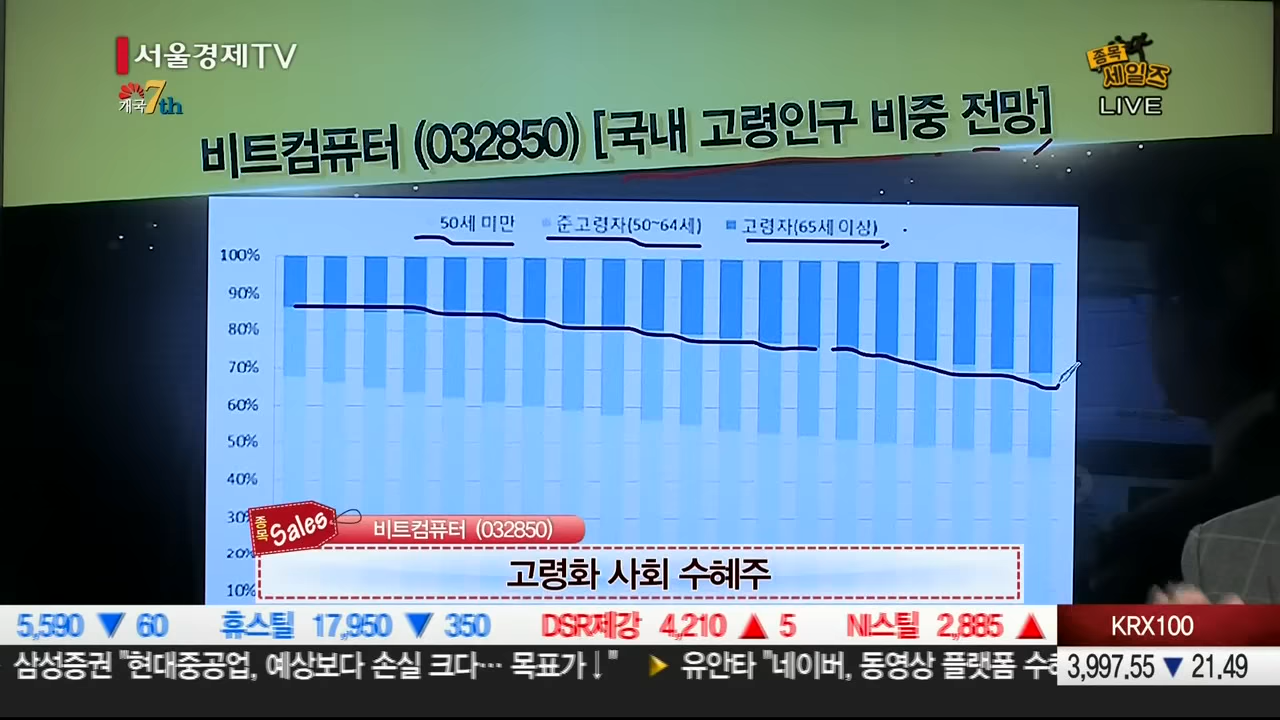 서울경제TV
개국 7th
종목
세일즈
LIVE
비트컴퓨터 (032850) [국내 고령인구 비중 전망]
50세 미만 준고령자(50~64세) 고령자(65세 이상)
100%
90%
80%
70%
60%
50%
40%
30%
20%
10%
종목 Sales
비트컴퓨터 (032850)
고령화 사회 수혜주
5,590 ▼ 60 휴스틸 17,950 ▼ 350 DSR제강 4,210 ▲ 5 NI스틸 2,885 ▲
KRX100
삼성증권 "현대중공업, 예상보다 손실 크다… 목표가↓" ▶ 유안타 "네이버, 동영상 플랫폼
3,997.55 ▼ 21.49